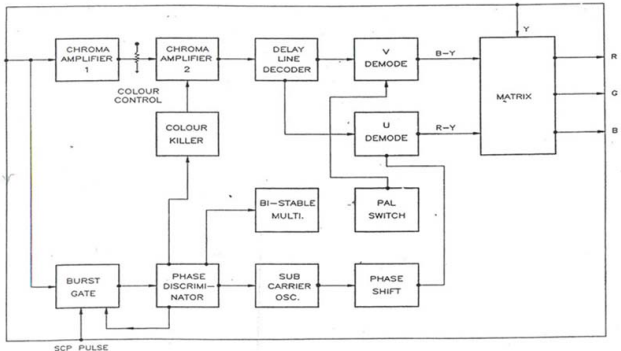 Y
CHROMA
AMPLIFIER
1
CHROMA
AMPLIFIER
2
DELAY
LINE
DECODER
V
DEMODE
B-Y
MATRIX
R
G
B
COLOUR
CONTROL
COLOUR
KILLER
U
DEMODE
R-Y
BI-STABLE
MULTI.
PAL
SWITCH
BURST
GATE
PHASE
DISCRIMI-
NATOR
SUB
CARRIER
OSC.
PHASE
SHIFT
SCP PULSE